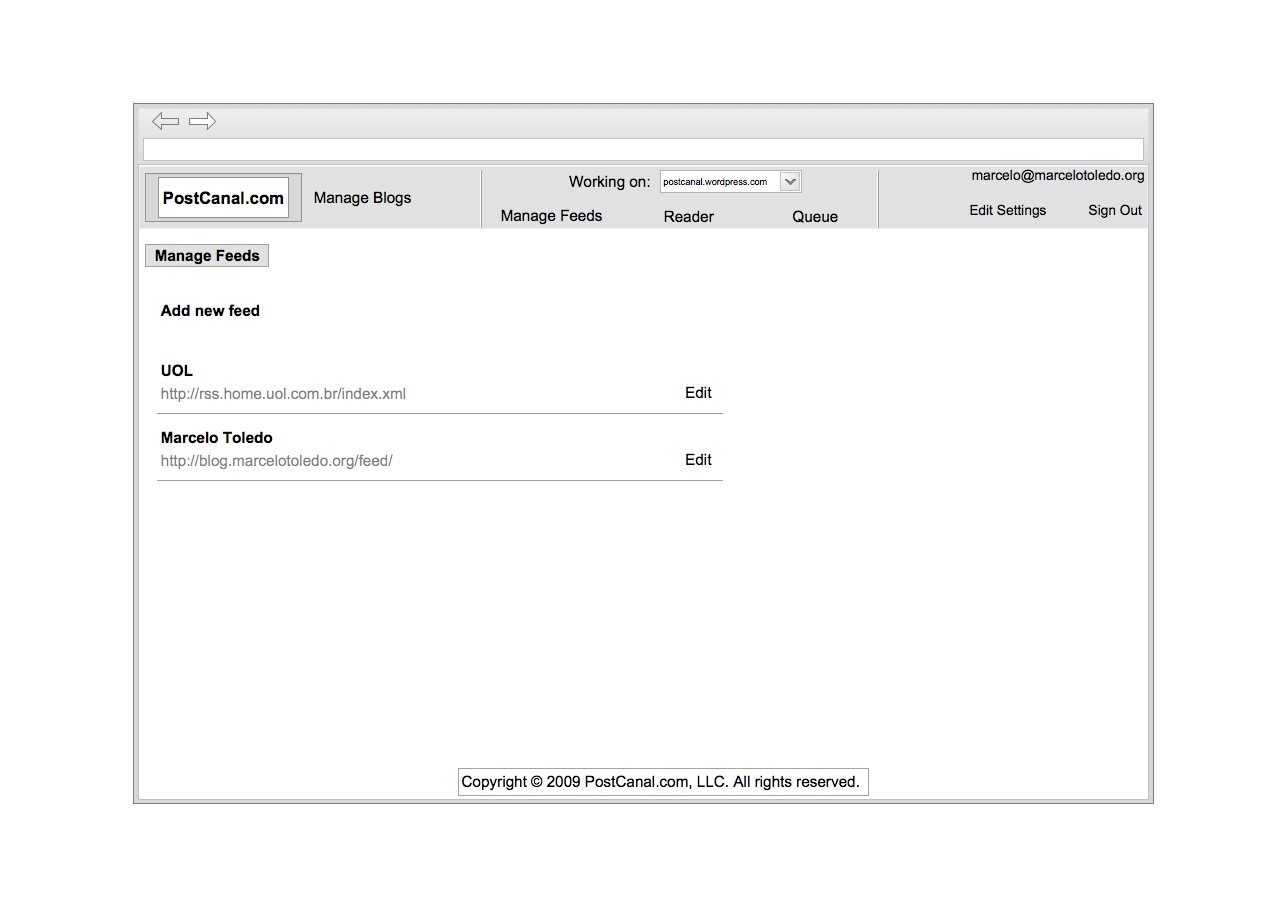 PostCanal.com
Manage Blogs
Working on: postcanal.wordpress.com
Manage Feeds Reader Queue
marcelo@marcelotoledo.org
Edit Settings Sign Out
Manage Feeds
Add new feed
UOL
http://rss.home.uol.com.br/index.xml Edit
Marcelo Toledo
http://blog.marcelotoledo.org/feed/ Edit
Copyright © 2009 PostCanal.com, LLC. All rights reserved.